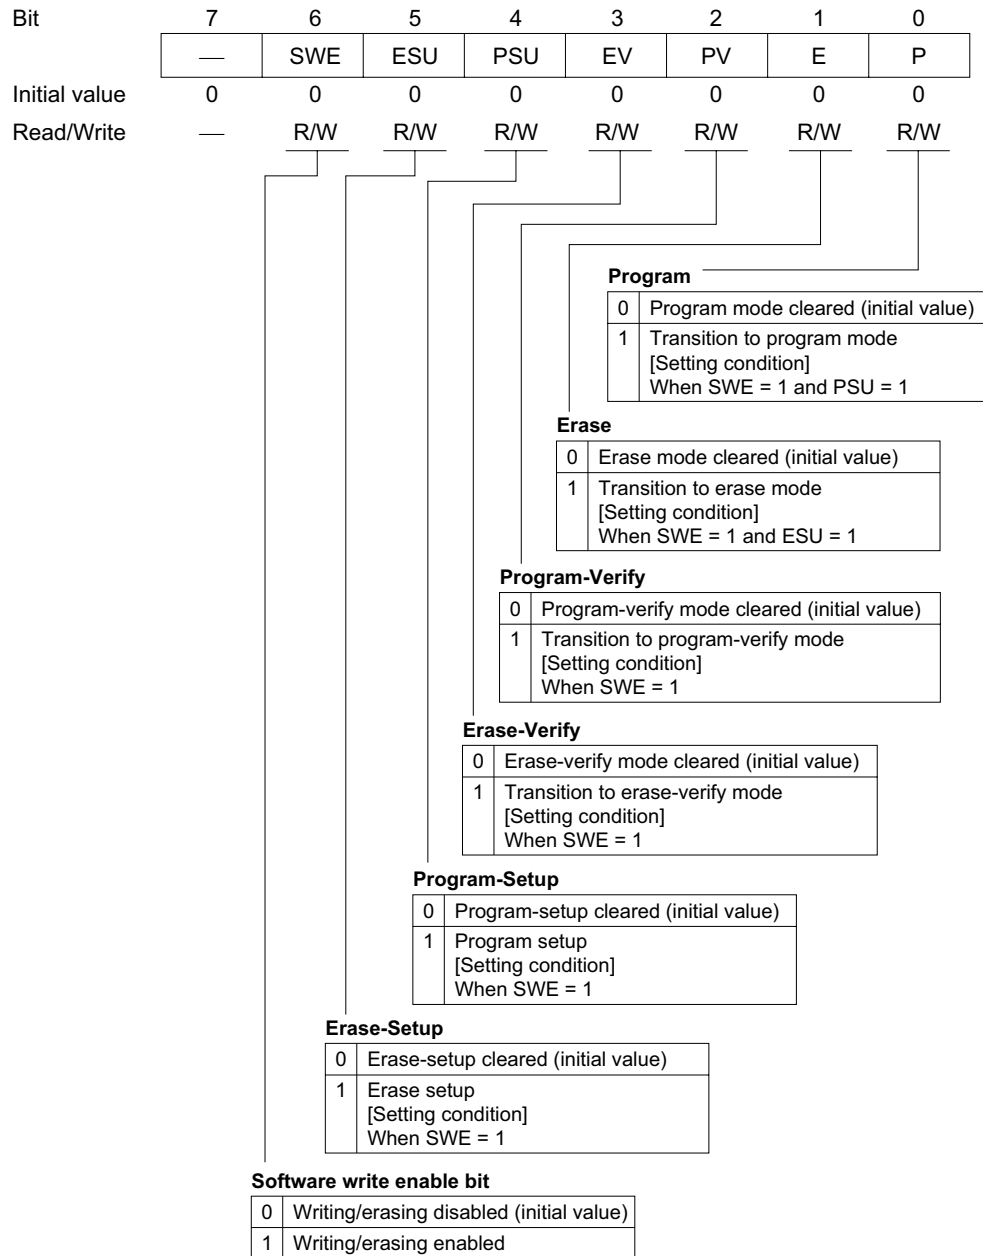 Bit 7 6 5 4 3 2 1 0
— SWE ESU PSU EV PV E P
Initial value 0 0 0 0 0 0 0 0
Read/Write — R/W R/W R/W R/W R/W R/W R/W
Program
0 Program mode cleared (initial value)
1 Transition to program mode
[Setting condition]
When SWE = 1 and PSU = 1
Erase
0 Erase mode cleared (initial value)
1 Transition to erase mode
[Setting condition]
When SWE = 1 and ESU = 1
Program-Verify
0 Program-verify mode cleared (initial value)
1 Transition to program-verify mode
[Setting condition]
When SWE = 1
Erase-Verify
0 Erase-verify mode cleared (initial value)
1 Transition to erase-verify mode
[Setting condition]
When SWE = 1
Program-Setup
0 Program-setup cleared (initial value)
1 Program setup
[Setting condition]
When SWE = 1
Erase-Setup
0 Erase-setup cleared (initial value)
1 Erase setup
[Setting condition]
When SWE = 1
Software write enable bit
0 Writing/erasing disabled (initial value)
1 Writing/erasing enabled